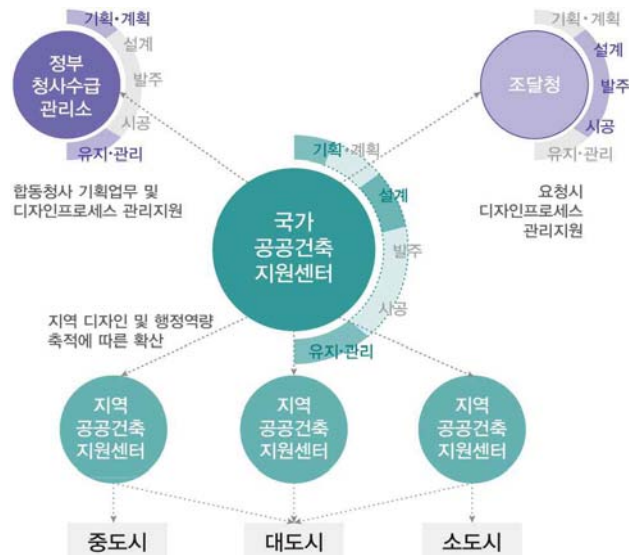 기획·계획
설계
발주
시공
유지·관리
정부
청사수급
관리소
합동청사 기획업무 및
디자인프로세스 관리지원
기획·계획
설계
발주
시공
유지·관리
조달청
요청시
디자인프로세스
관리지원
기획·계획
설계
발주
사공
유지·관리
국가
공공건축
지원센터
지역 디자인 및 행정역량
축적에 따른 확산
지역
공공건축
지원센터
지역
공공건축
지원센터
지역
공공건축
지원센터
중도시
대도시
소도시